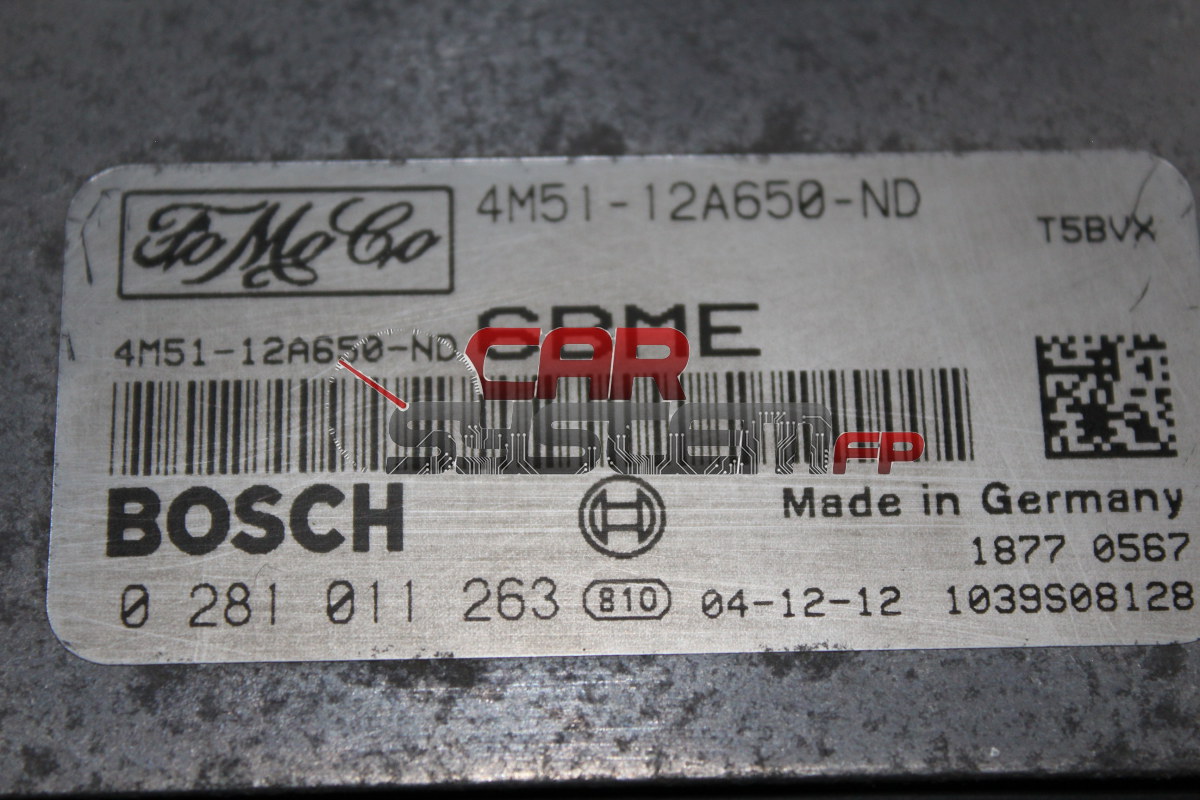 FoMoCo
4M51-12A650-ND
T5BVX
4M51-12A650-ND
CAR
SYSTEM FP
BOSCH
Made in Germany
1877 0567
0 281 011 263 810 04-12-12 1039S08128